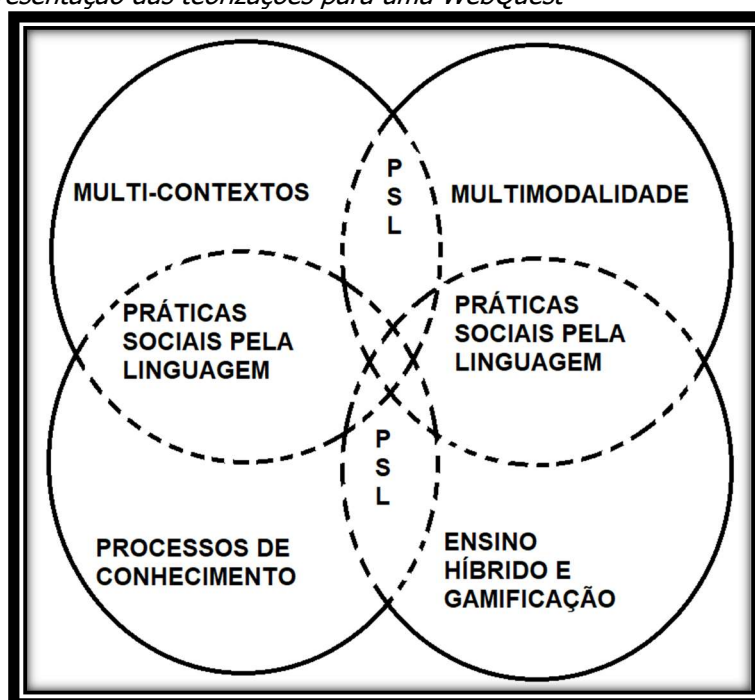 esentação das teorizações para uma WebQuest
MULTI-CONTEXTOS
P
S
L
MULTIMODALIDADE
PRÁTICAS
SOCIAIS PELA
LINGUAGEM
PRÁTICAS
SOCIAIS PELA
LINGUAGEM
P
S
L
PROCESSOS DE
CONHECIMENTO
ENSINO
HÍBRIDO E
GAMIFICAÇÃO